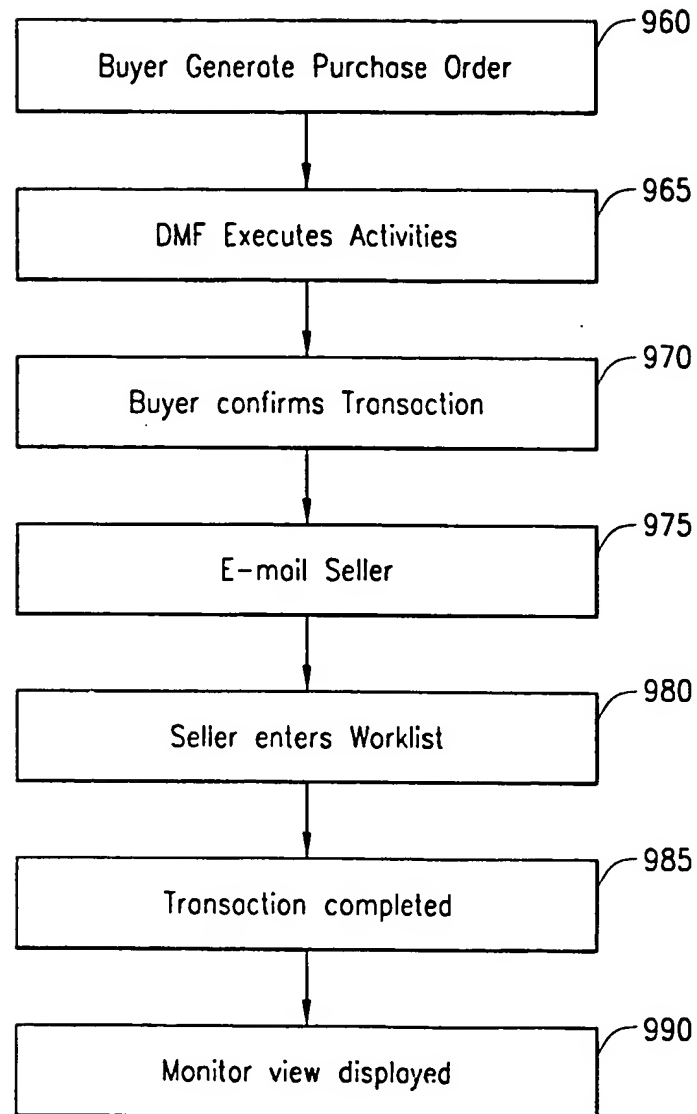 960
Buyer Generate Purchase Order
965
DMF Executes Activities
970
Buyer confirms Transaction
975
E-mail Seller
980
Seller enters Worklist
985
Transaction completed
990
Monitor view displayed